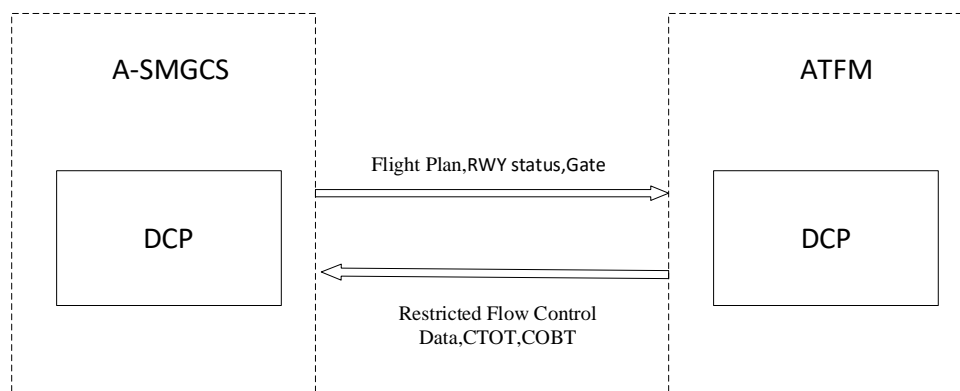 A-SMGCS
ATFM
Flight Plan,RWY status,Gate
DCP
DCP
Restricted Flow Control
Data,CTOT,COBT